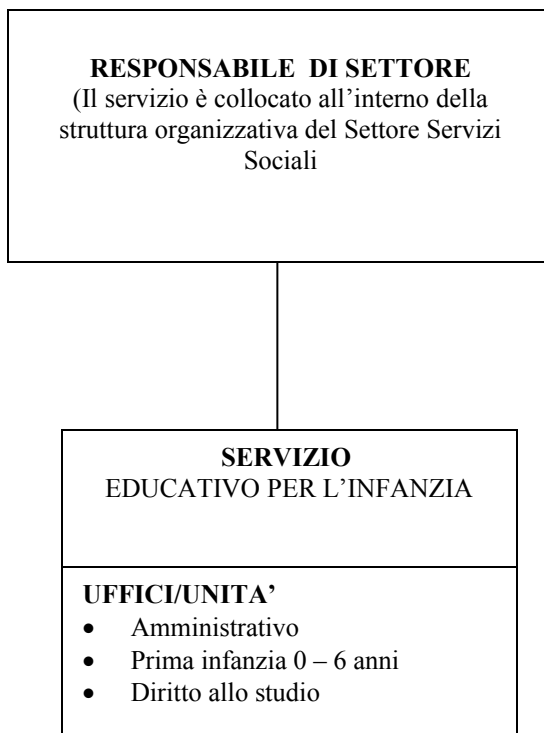 RESPONSABILE DI SETTORE
(Il servizio è collocato all’interno della
struttura organizzativa del Settore Servizi
Sociali
SERVIZIO
EDUCATIVO PER L’INFANZIA
UFFICI/UNITA’
• Amministrativo
• Prima infanzia 0 – 6 anni
• Diritto allo studio